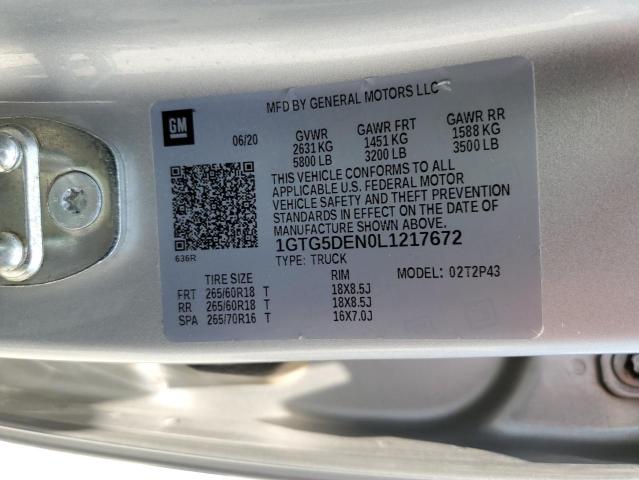 MFD BY GENERAL MOTORS LLC
GM
06/20
GVWR GAWR FRT GAWR RR
2631 KG 1451 KG 1588 KG
5800 LB 3200 LB 3500 LB
THIS VEHICLE CONFORMS TO ALL
APPLICABLE U.S. FEDERAL MOTOR
VEHICLE SAFETY AND THEFT PREVENTION
STANDARDS IN EFFECT ON THE DATE OF
MANUFACTURE SHOWN ABOVE.
636R
1GTG5DEN0L1217672
TYPE: TRUCK MODEL: 02T2P43
TIRE SIZE RIM
FRT 265/60R18 T 18X8.5J
RR 265/60R18 T 18X8.5J
SPA 265/70R16 T 16X7.0J